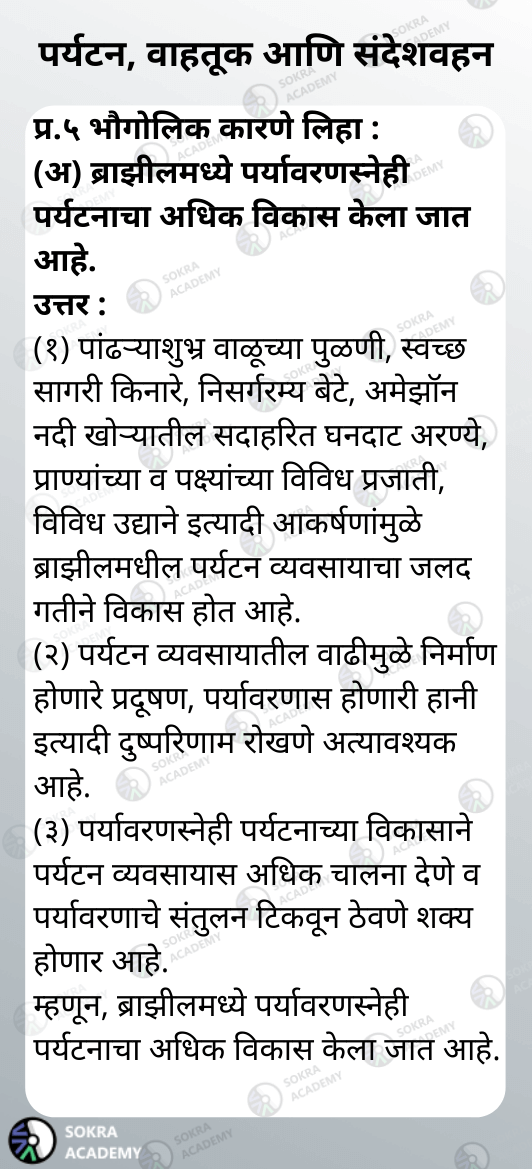 पर्यटन, वाहतूक आणि संदेशवहन
प्र.५ भौगोलिक कारणे लिहा :
(अ) ब्राझीलमध्ये पर्यावरणस्नेही
पर्यटनाचा अधिक विकास केला जात
आहे.
उत्तर :
(१) पांढऱ्याशुभ्र वाळूच्या पुळणी, स्वच्छ
सागरी किनारे, निसर्गरम्य बेटे, अमेझॉन
नदी खोऱ्यातील सदाहरित घनदाट अरण्ये,
प्राण्यांच्या व पक्ष्यांच्या विविध प्रजाती,
विविध उद्याने इत्यादी आकर्षणांमुळे
ब्राझीलमधील पर्यटन व्यवसायाचा जलद
गतीने विकास होत आहे.
(२) पर्यटन व्यवसायातील वाढीमुळे निर्माण
होणारे प्रदूषण, पर्यावरणास होणारी हानी
इत्यादी दुष्परिणाम रोखणे अत्यावश्यक
आहे.
(३) पर्यावरणस्नेही पर्यटनाच्या विकासाने
पर्यटन व्यवसायास अधिक चालना देणे व
पर्यावरणाचे संतुलन टिकवून ठेवणे शक्य
होणार आहे.
म्हणून, ब्राझीलमध्ये पर्यावरणस्नेही
पर्यटनाचा अधिक विकास केला जात आहे.
SOKRA
ACADEMY